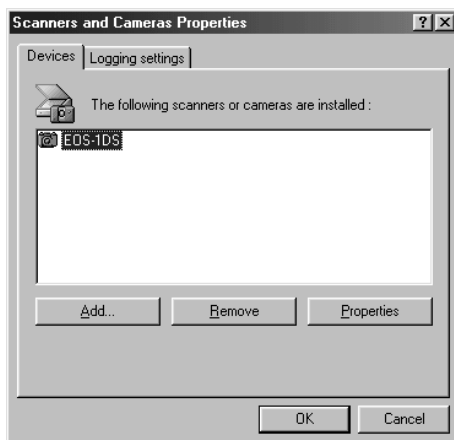 Scanners and Cameras Properties
Devices
Logging settings
The following scanners or cameras are installed :
EOS-1DS
Add...
Remove
Properties
OK
Cancel